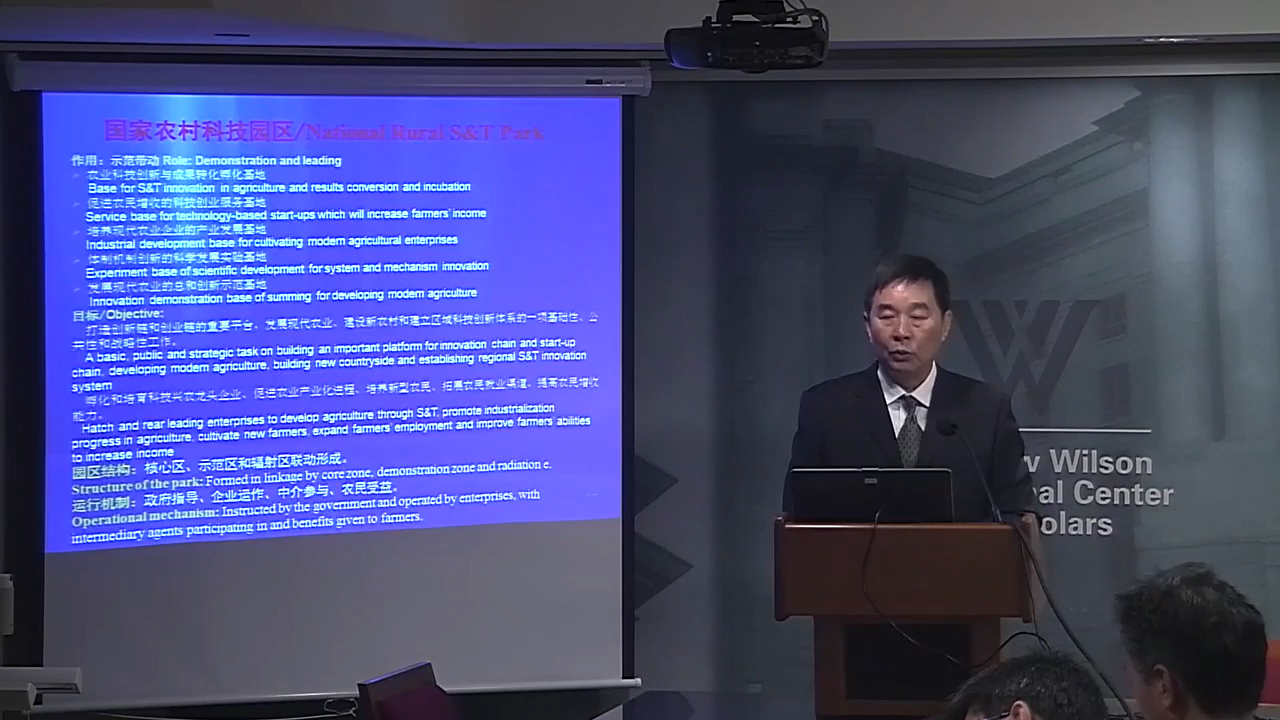 国家农村科技园区/National Rural S&T Park
作用：示范带动 Role: Demonstration and leading
农业科技创新与成果转化孵化基地
Base for S&T innovation in agriculture and results conversion and incubation
促进农民增收的科技创业服务基地
Service base for technology-based start-ups which will increase farmers' income
培养现代农业企业的产业发展基地
Industrial development base for cultivating modern agricultural enterprises
体制机制创新的科学发展实验基地
Experiment base of scientific development for system and mechanism innovation
发展现代农业的总和创新示范基地
Innovation demonstration base of summing for developing modern agriculture
目标/Objective:
打造创新链和创业链的重要平台，发展现代农业、建设新农村和建立区域科技创新体系的一项基础性、公
共性和战略性工作。
A basic, public and strategic task on building an important platform for innovation chain and start-up
chain, developing modern agriculture, building new countryside and establishing regional S&T innovation
system
孵化和培育科技兴农龙头企业、促进农业产业化进程、培养新型农民、拓展农民就业渠道、提高农民增收
能力。
Hatch and rear leading enterprises to develop agriculture through S&T, promote industrialization
progress in agriculture, cultivate new farmers, expand farmers' employment and improve farmers' abilities
to increase income
园区结构：核心区、示范区和辐射区联动形成。
Structure of the park: Formed in linkage by core zone, demonstration zone and radiation e.
运行机制：政府指导、企业运作、中介参与、农民受益。
Operational mechanism: Instructed by the government and operated by enterprises, with
intermediary agents participating in and benefits given to farmers.
W
w Wilson
nal Center
olars